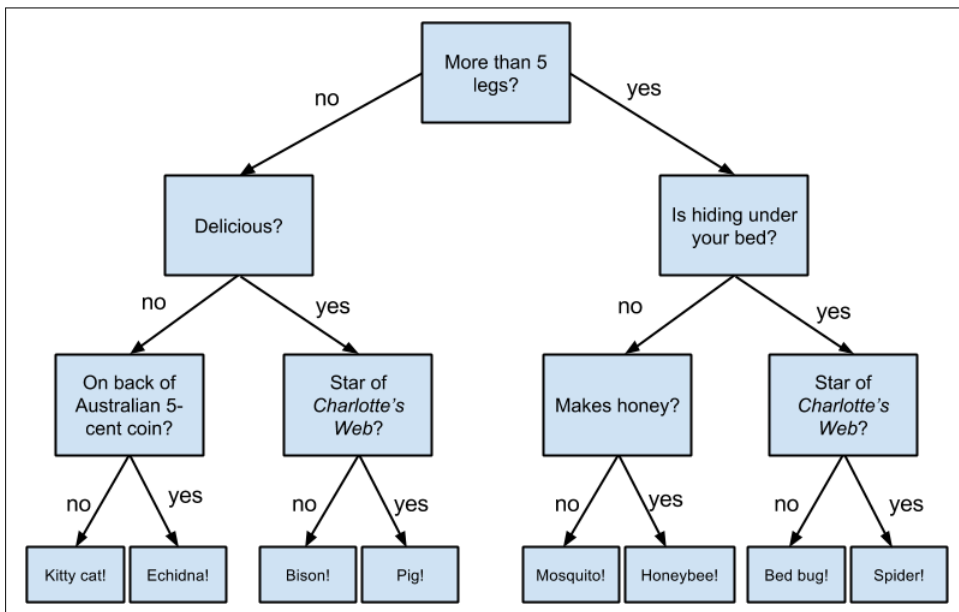 More than 5
legs?
no
yes
Delicious?
Is hiding under
your bed?
no
yes
no
yes
On back of
Australian 5-
cent coin?
Star of
Charlotte's
Web?
Makes honey?
Star of
Charlotte's
Web?
no
yes
no
yes
no
yes
no
yes
Kitty cat!
Echidna!
Bison!
Pig!
Mosquito!
Honeybee!
Bed bug!
Spider!